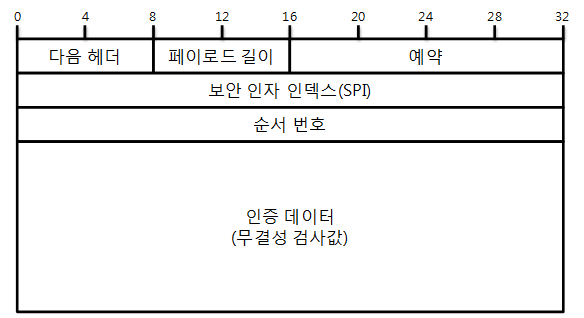 0 4 8 12 16 20 24 28 32
다음 헤더 페이로드 길이 예약
보안 인자 인덱스(SPI)
순서 번호
인증 데이터
(무결성 검사값)